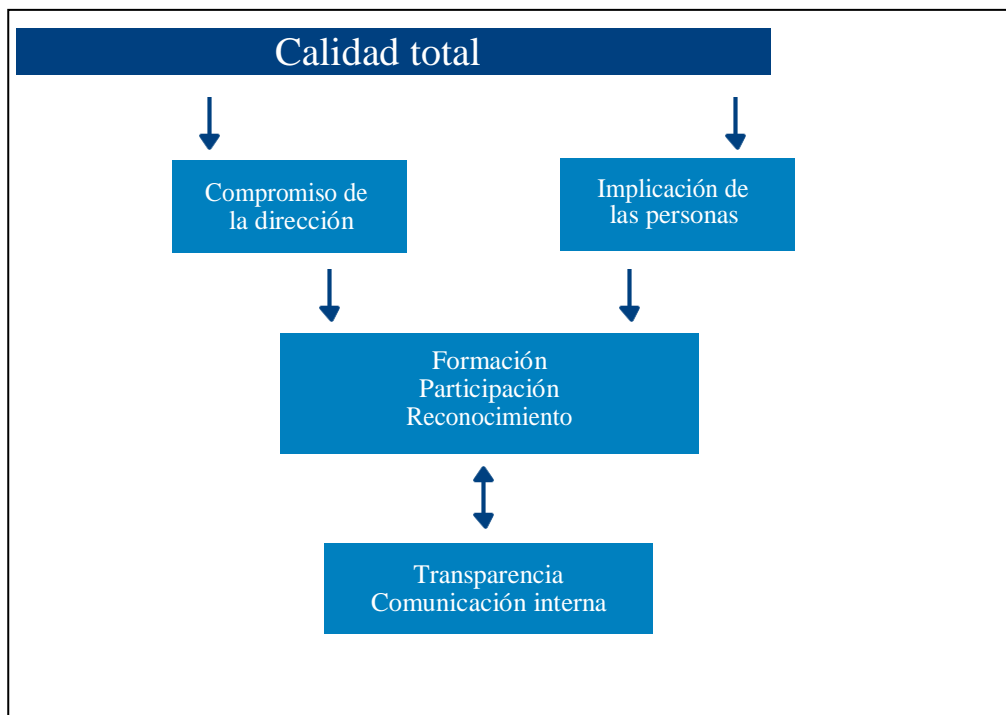 Calidad total
Compromiso de
la dirección
Implicación de
las personas
Formación
Participación
Reconocimiento
Transparencia
Comunicación interna